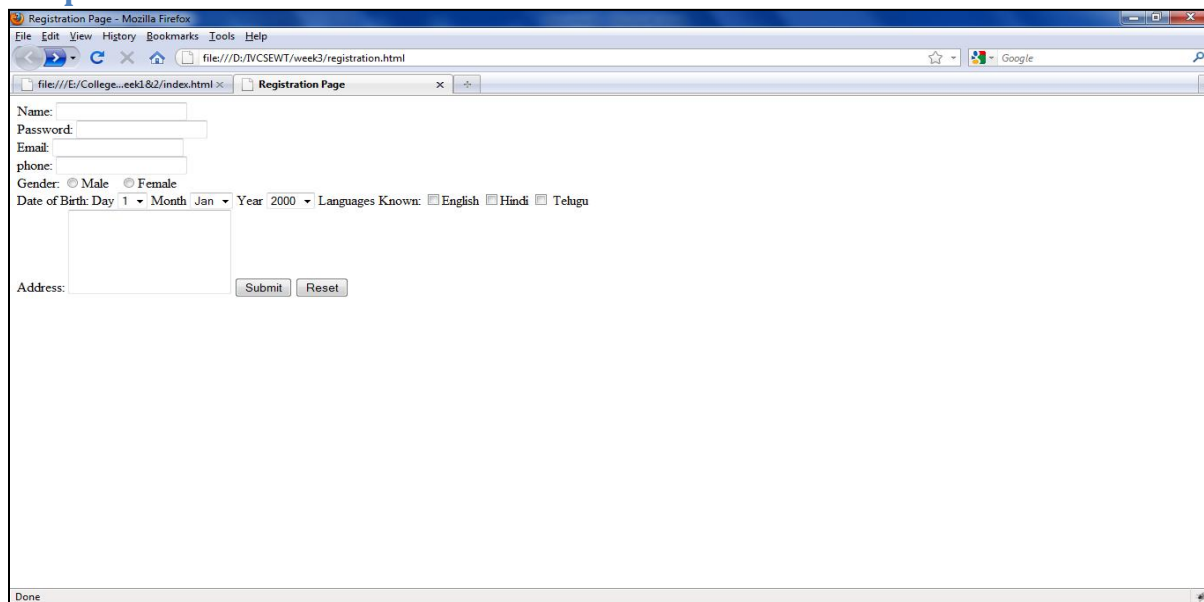 Registration Page - Mozilla Firefox
File Edit View History Bookmarks Tools Help
file:///D:/IVCSEWT/week3/registration.html
Google
file:///E:/College...eek1&2/index.html
Registration Page
Name:
Password:
Email:
phone:
Gender: Male Female
Date of Birth: Day 1 Month Jan Year 2000 Languages Known: English Hindi Telugu
Address: Submit Reset
Done